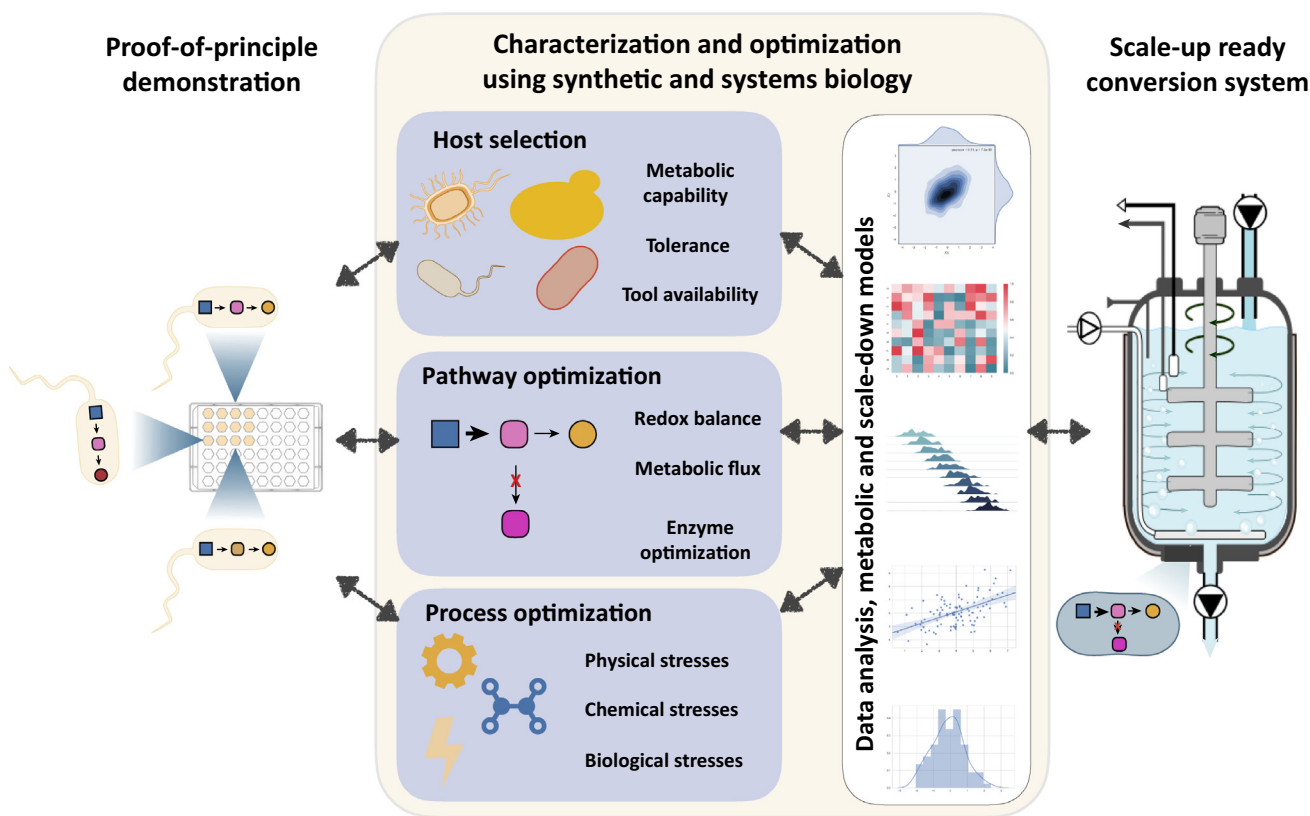 Proof-of-principle
demonstration
Characterization and optimization
using synthetic and systems biology
Scale-up ready
conversion system
Host selection
Metabolic
capability
Tolerance
Tool availability
Pathway optimization
Redox balance
Metabolic flux
X
Enzyme
optimization
Process optimization
Physical stresses
Chemical stresses
Biological stresses
Data analysis, metabolic and scale-down models